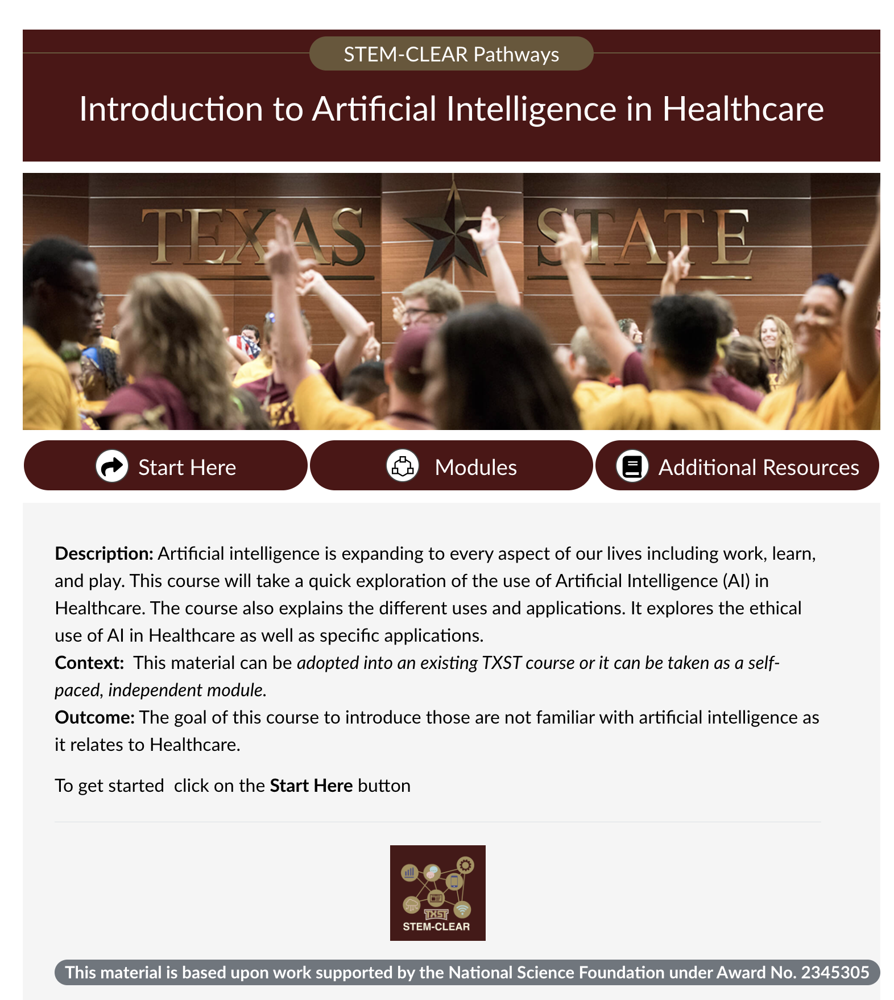 STEM-CLEAR Pathways
Introduction to Artificial Intelligence in Healthcare
TEXAS STATE
Start Here
Modules
Additional Resources
Description: Artificial intelligence is expanding to every aspect of our lives including work, learn,
and play. This course will take a quick exploration of the use of Artificial Intelligence (AI) in
Healthcare. The course also explains the different uses and applications. It explores the ethical
use of AI in Healthcare as well as specific applications.
Context:  This material can be adopted into an existing TXST course or it can be taken as a self-
paced, independent module.
Outcome: The goal of this course to introduce those are not familiar with artificial intelligence as
it relates to Healthcare.
To get started  click on the Start Here button
TXST
STEM-CLEAR
This material is based upon work supported by the National Science Foundation under Award No. 2345305